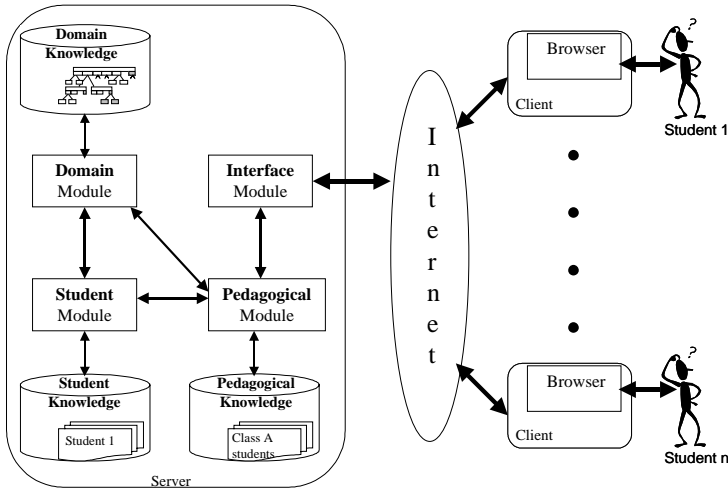 Domain
Knowledge
Domain
Module
Interface
Module
Student
Module
Pedagogical
Module
Student
Knowledge
Student 1
Pedagogical
Knowledge
Class A
students
Server
Internet
Browser
Client
?
Student 1
Browser
Client
?
Student n